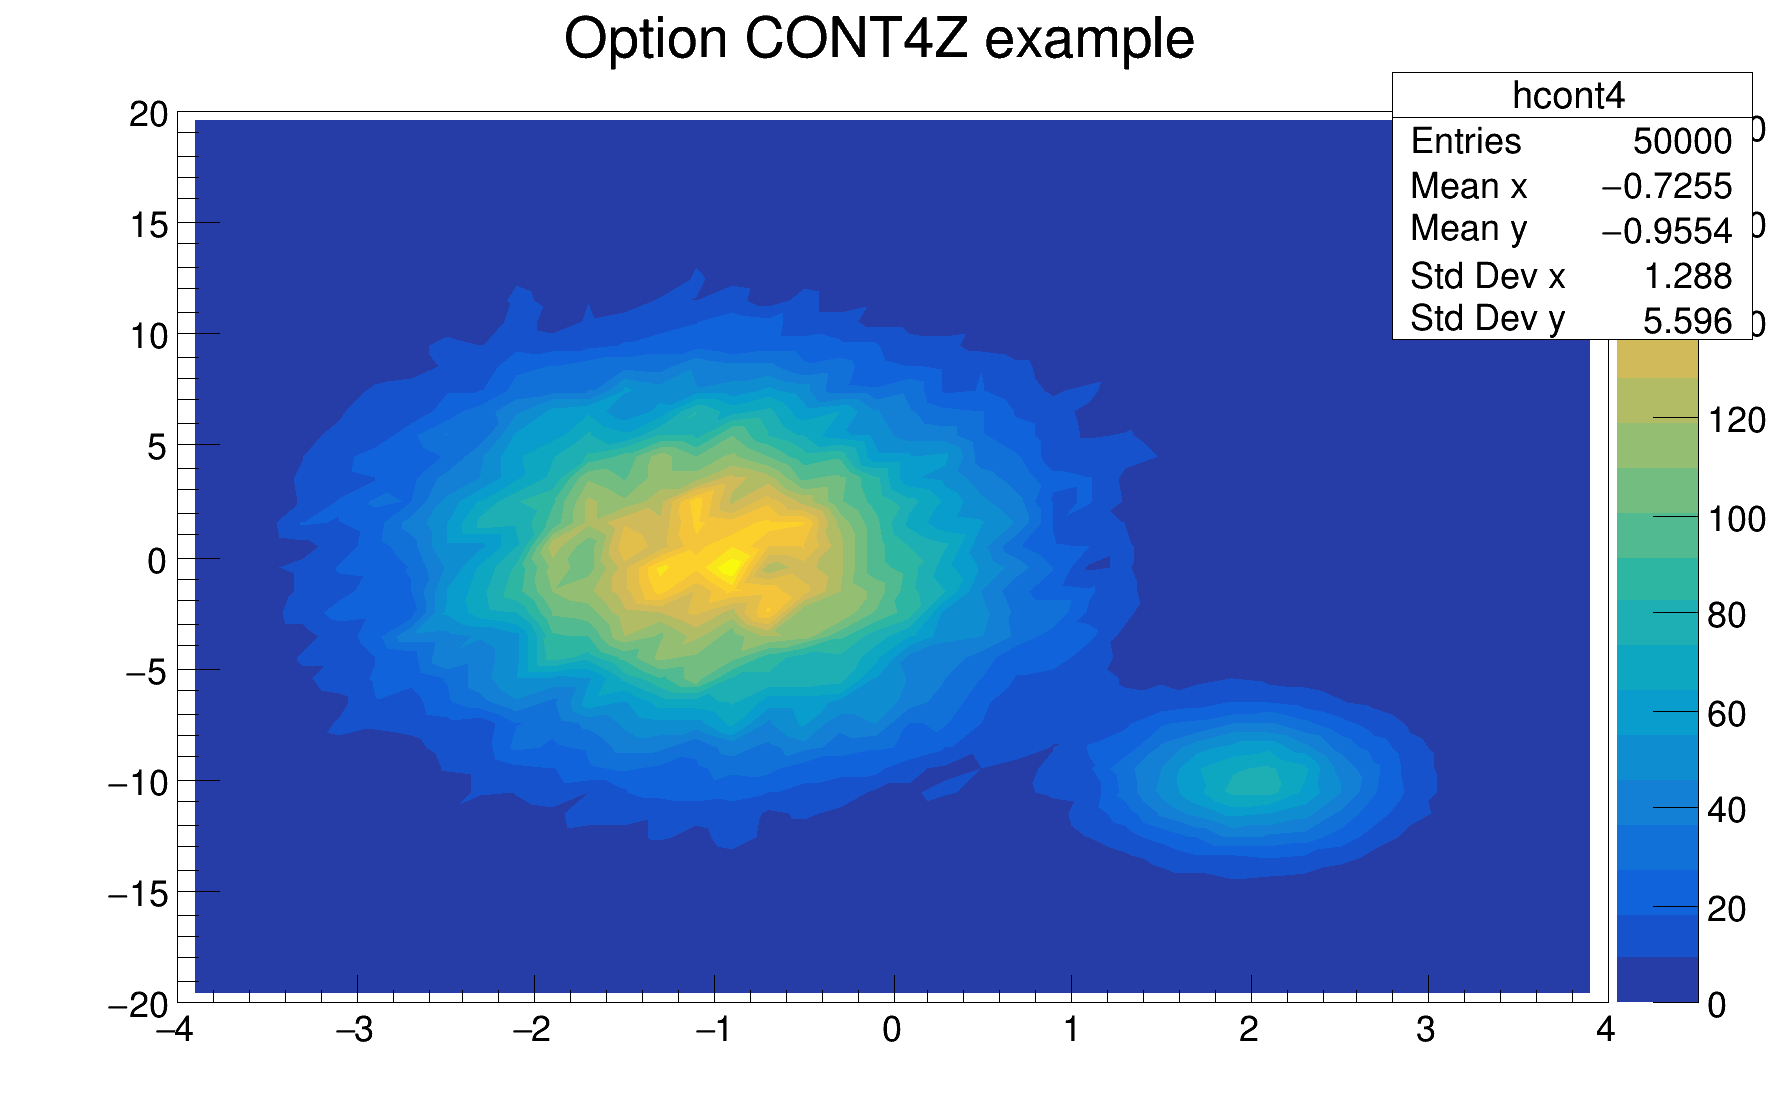 Option CONT4Z example
hcont4
Entries 50000
Mean x −0.7255
Mean y −0.9554
Std Dev x 1.288
Std Dev y 5.596
20
15
10
5
0
−5
−10
−15
−20
−4 −3 −2 −1 0 1 2 3 4
120
100
80
60
40
20
0